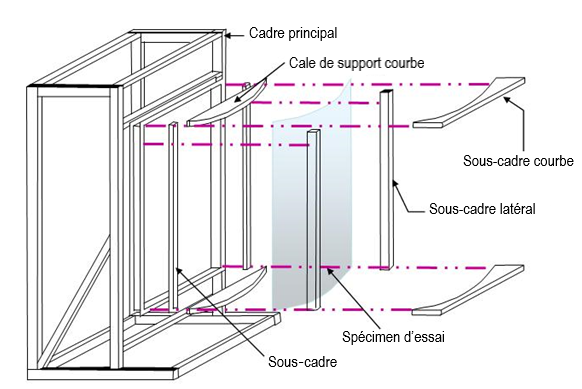 Cadre principal
Cale de support courbe
Sous-cadre courbe
Sous-cadre latéral
Spécimen d'essai
Sous-cadre